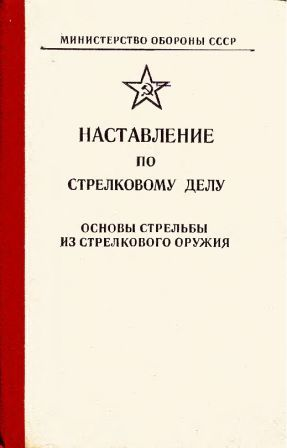 МИНИСТЕРСТВО ОБОРОНЫ СССР
НАСТАВЛЕНИЕ
ПО
СТРЕЛКОВОМУ ДЕЛУ
ОСНОВЫ СТРЕЛЬБЫ
ИЗ СТРЕЛКОВОГО ОРУЖИЯ